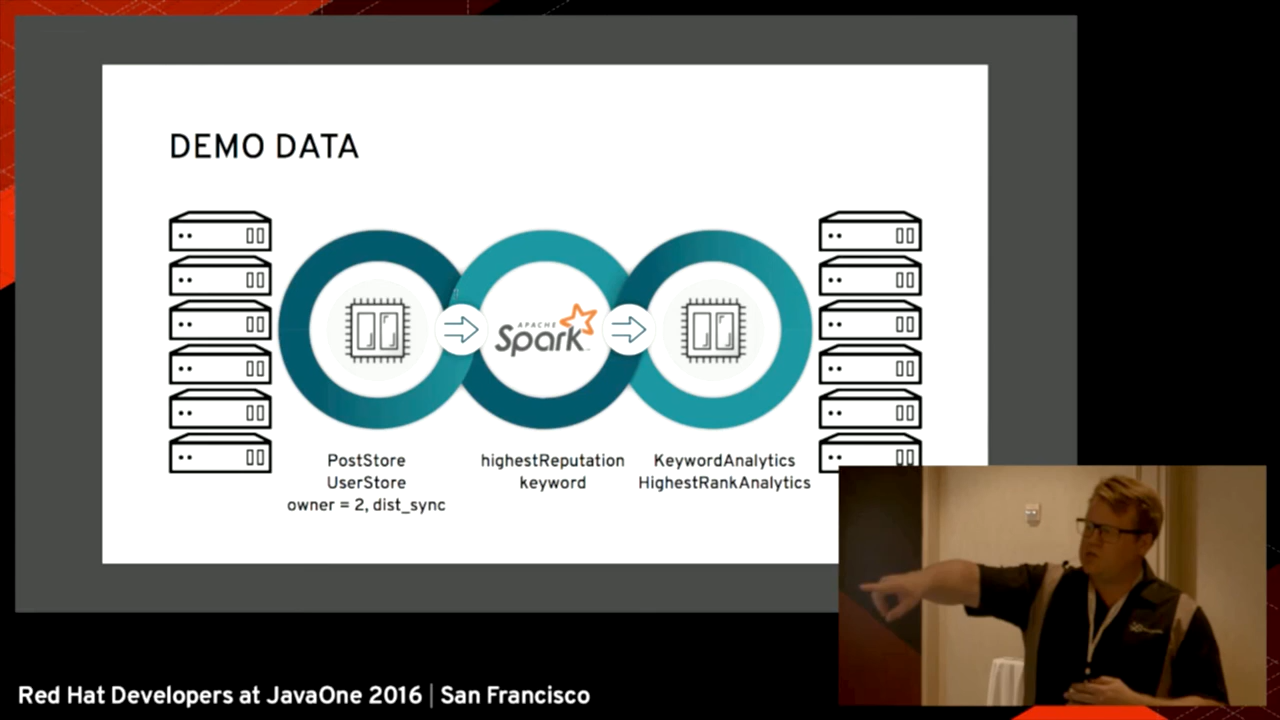 DEMO DATA
APACHE
Spark
PostStore
UserStore
owner = 2, dist_sync
highestReputation
keyword
KeywordAnalytics
HighestRankAnalytics
Red Hat Developers at JavaOne 2016 | San Francisco